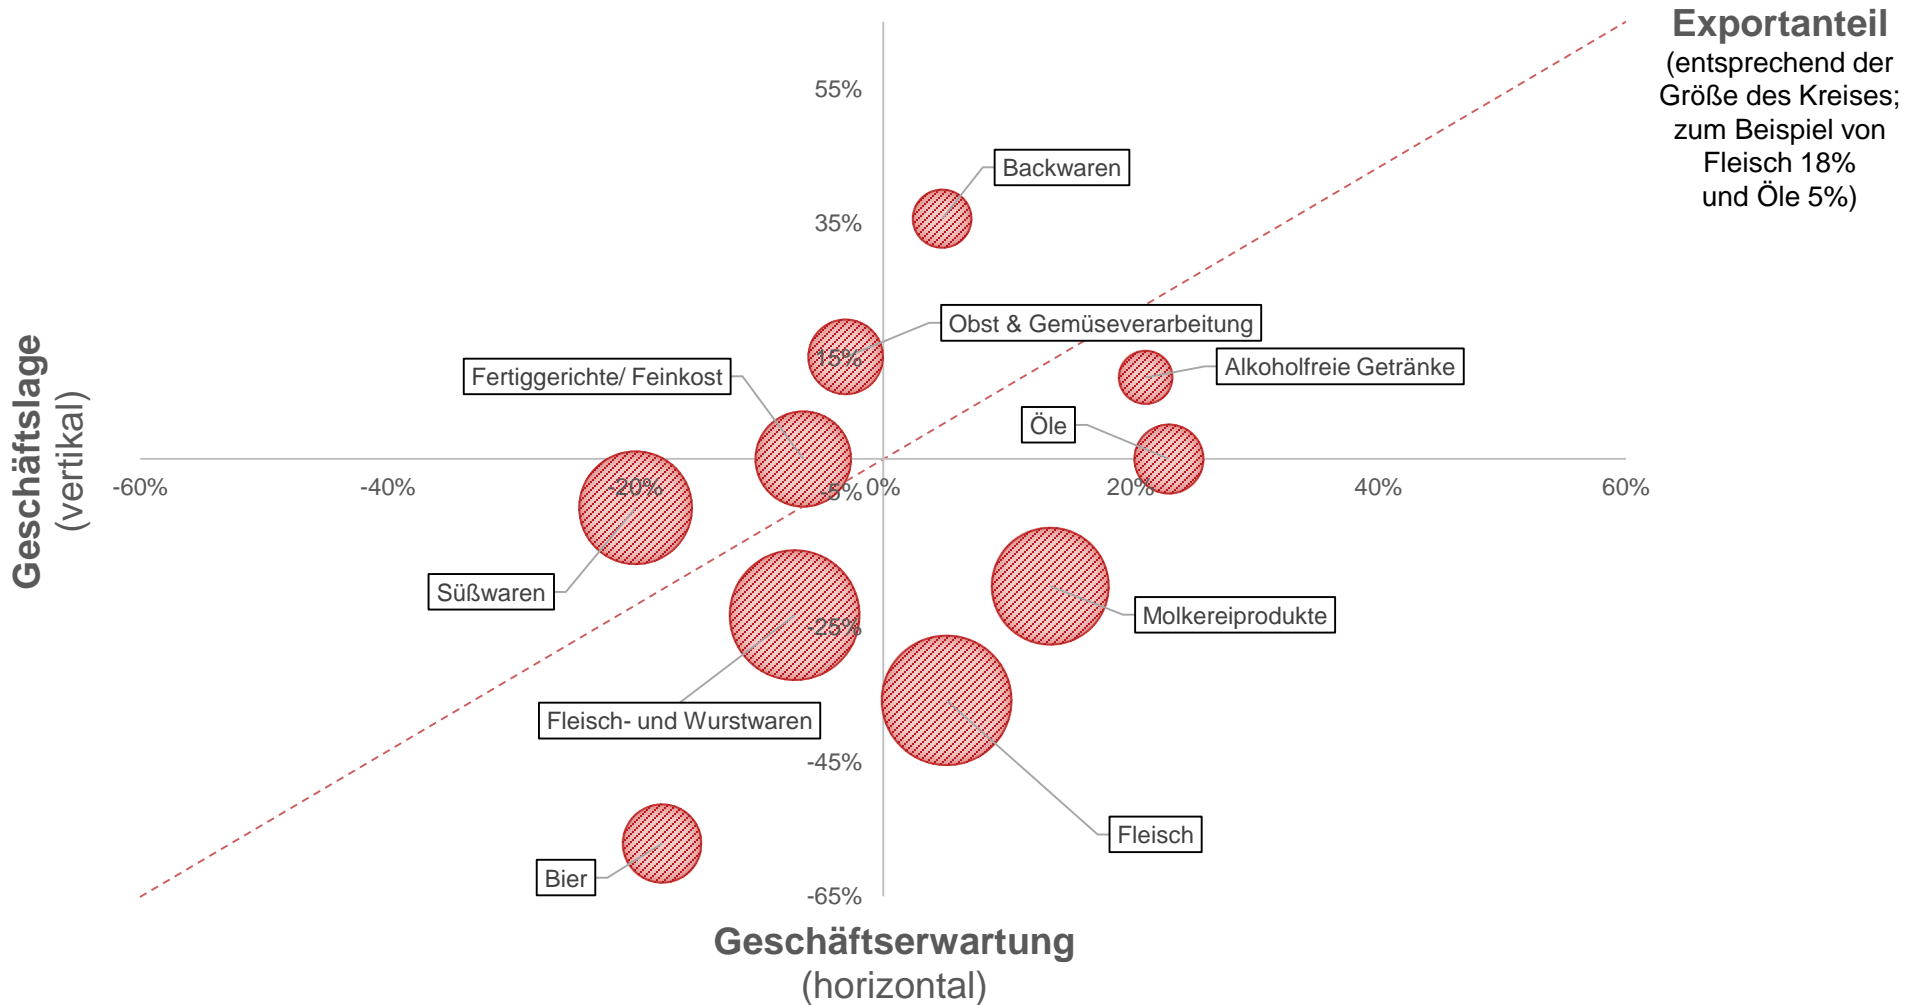 Exportanteil
(entsprechend der
Größe des Kreises;
zum Beispiel von
Fleisch 18%
und Öle 5%)
55%
Backwaren
35%
Obst & Gemüseverarbeitung
15%
Fertiggerichte/ Feinkost
Alkoholfreie Getränke
Öle
Geschäftslage
(vertikal)
-60%
-40%
-20%
-5%
0%
20%
40%
60%
Süßwaren
Molkereiprodukte
-25%
Fleisch- und Wurstwaren
-45%
Fleisch
Bier
-65%
Geschäftserwartung
(horizontal)